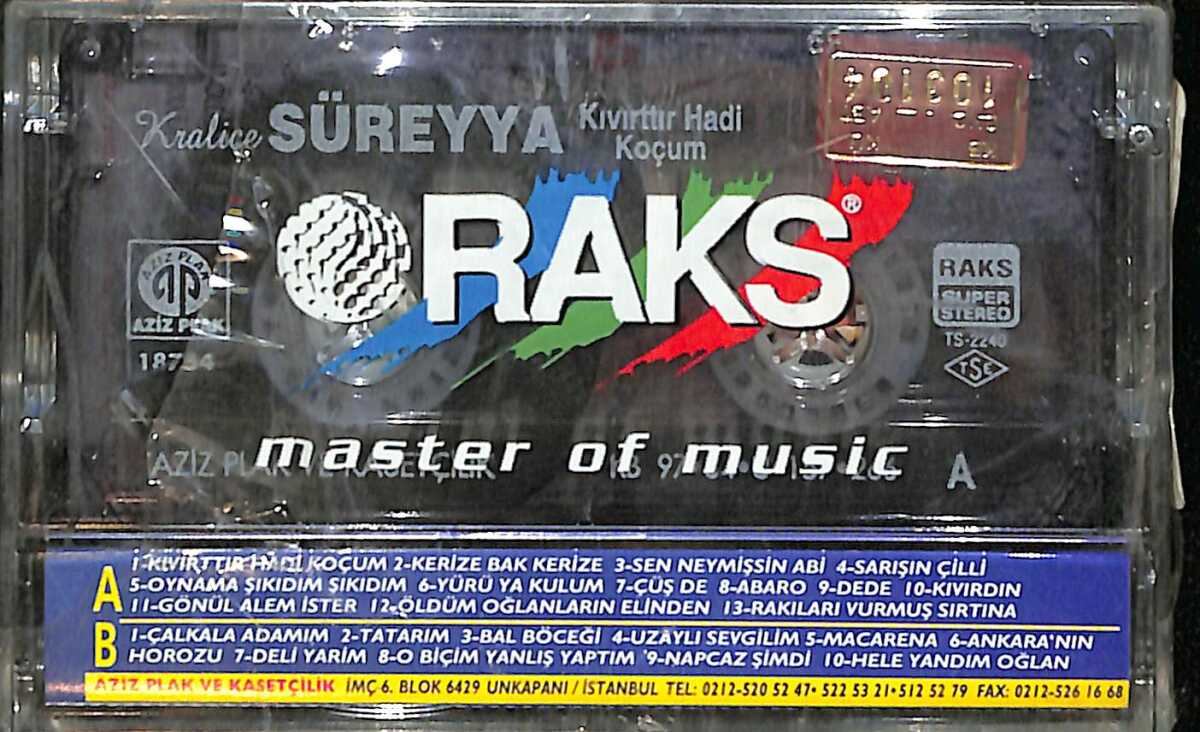 Kraliçe SÜREYYA Kıvırttır Hadi
Koçum
RAKS®
AZİZ PLAK
AZİZ PLAK
RAKS
SUPER
STEREO
TS-2240
TSE
master of music
AZİZ PLAK
A
A
1-KIVIRTTIR HADİ KOÇUM 2-KERİZE BAK KERİZE 3-SEN NEYMİŞSİN ABİ 4-SARIŞIN ÇİLLİ
5-OYNAMA ŞIKIDIM ŞIKIDIM 6-YÜRÜ YA KULUM 7-ÇÜŞ DE 8-ABARO 9-DEDE 10-KIVIRDIN
11-GÖNÜL ALEM İSTER 12-ÖLDÜM OĞLANLARIN ELİNDEN 13-RAKILARI VURMUŞ SIRTINA
B
1-ÇALKALA ADAMIM 2-TATARIM 3-BAL BÖCEĞİ 4-UZAYLI SEVGİLİM 5-MACARENA 6-ANKARA'NIN
HOROZU 7-DELİ YARİM 8-O BİÇİM YANLIŞ YAPTIM 9-NAPCAZ ŞİMDİ 10-HELE YANDIM OĞLAN
AZİZ PLAK VE KASETÇİLİK İMÇ-6. BLOK 6429 UNKAPANI / İSTANBUL TEL: 0212-520 52 47• 522 53 21•512 52 79 FAX: 0212-526 16 68